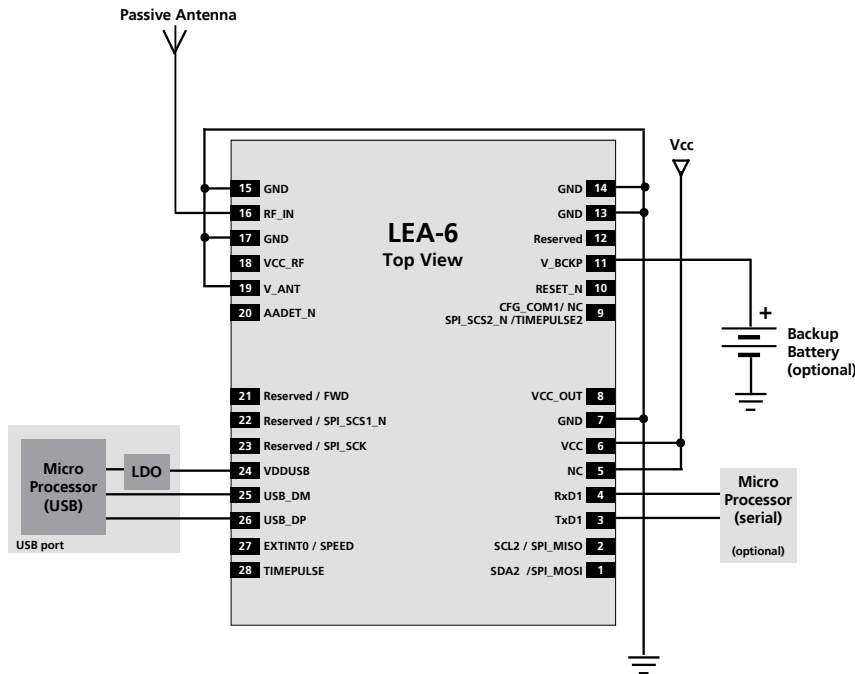 Passive Antenna
Vcc
LEA-6
Top View
15 GND
16 RF_IN
17 GND
18 VCC_RF
19 V_ANT
20 AADET_N
21 Reserved / FWD
22 Reserved / SPI_SCS1_N
23 Reserved / SPI_SCK
24 VDDUSB
25 USB_DM
26 USB_DP
27 EXTINT0 / SPEED
28 TIMEPULSE
GND 14
GND 13
Reserved 12
V_BCKP 11
RESET_N 10
CFG_COM1/ NC
SPI_SCS2_N /TIMEPULSE2 9
VCC_OUT 8
GND 7
VCC 6
NC 5
RxD1 4
TxD1 3
SCL2 / SPI_MISO 2
SDA2 /SPI_MOSI 1
+
Backup
Battery
(optional)
Micro
Processor
(USB)
LDO
USB port
Micro
Processor
(serial)
(optional)